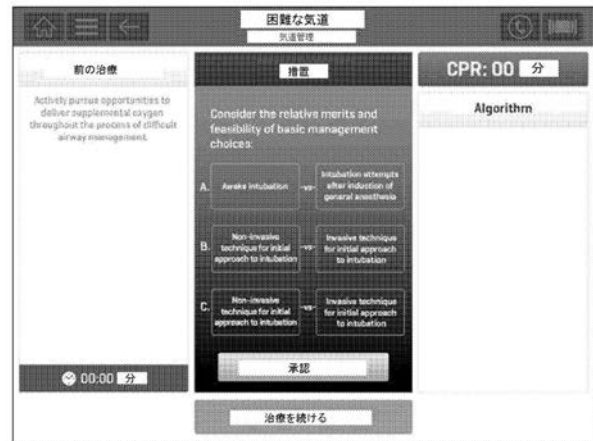 困難な気道
気道管理
前の治療
Actively pursue opportunities to
deliver supplemental oxygen
throughout the process of difficult
airway management.
00:00 分
措置
Consider the relative merits and
feasibility of basic management
choices:
A. Awake intubation -vs- Intubation attempts
after induction of
general anesthesia
B. Non-invasive
technique for initial
approach to intubation
-vs-
Invasive technique
for initial approach
to intubation
C. Non-invasive
technique for initial
approach to intubation
-vs-
Invasive technique
for initial approach
to intubation
承認
CPR: 00 分
Algorithm
治療を続ける